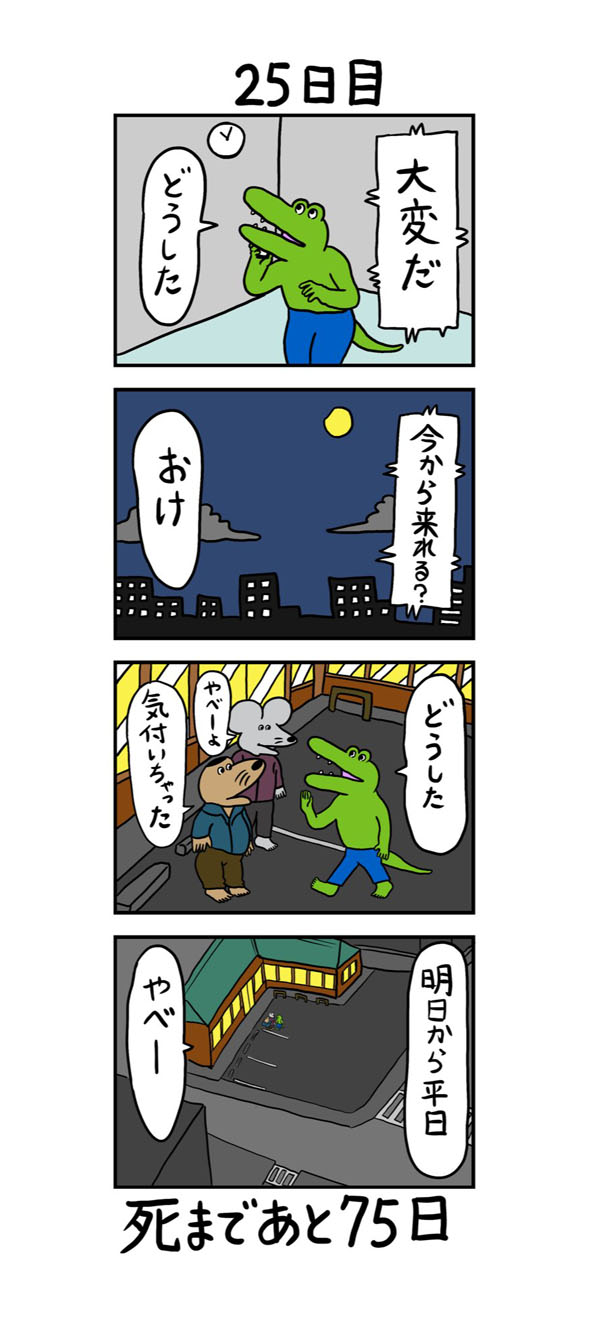 25日目
大変だ
どうした
今から来れる？
おけ
どうした
やべーよ
気付いちゃった
明日から平日
やべー
死まであと75日